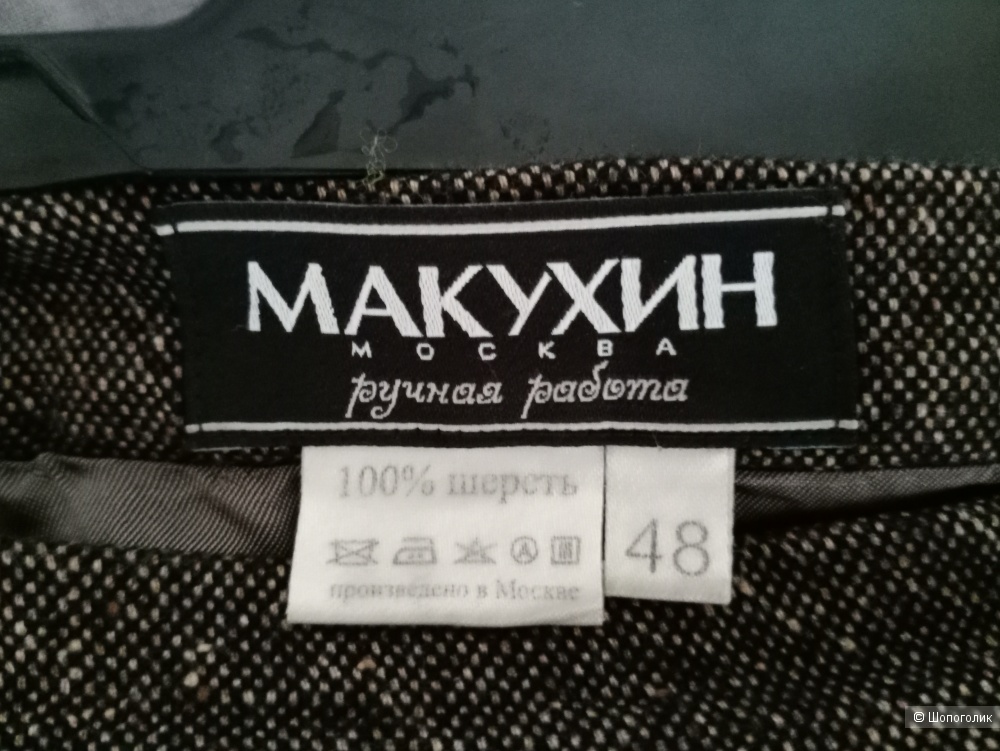 МАКУХИН
МОСКВА
ручная работа
100% шерсть
48
произведено в Москве
© Шопоголик